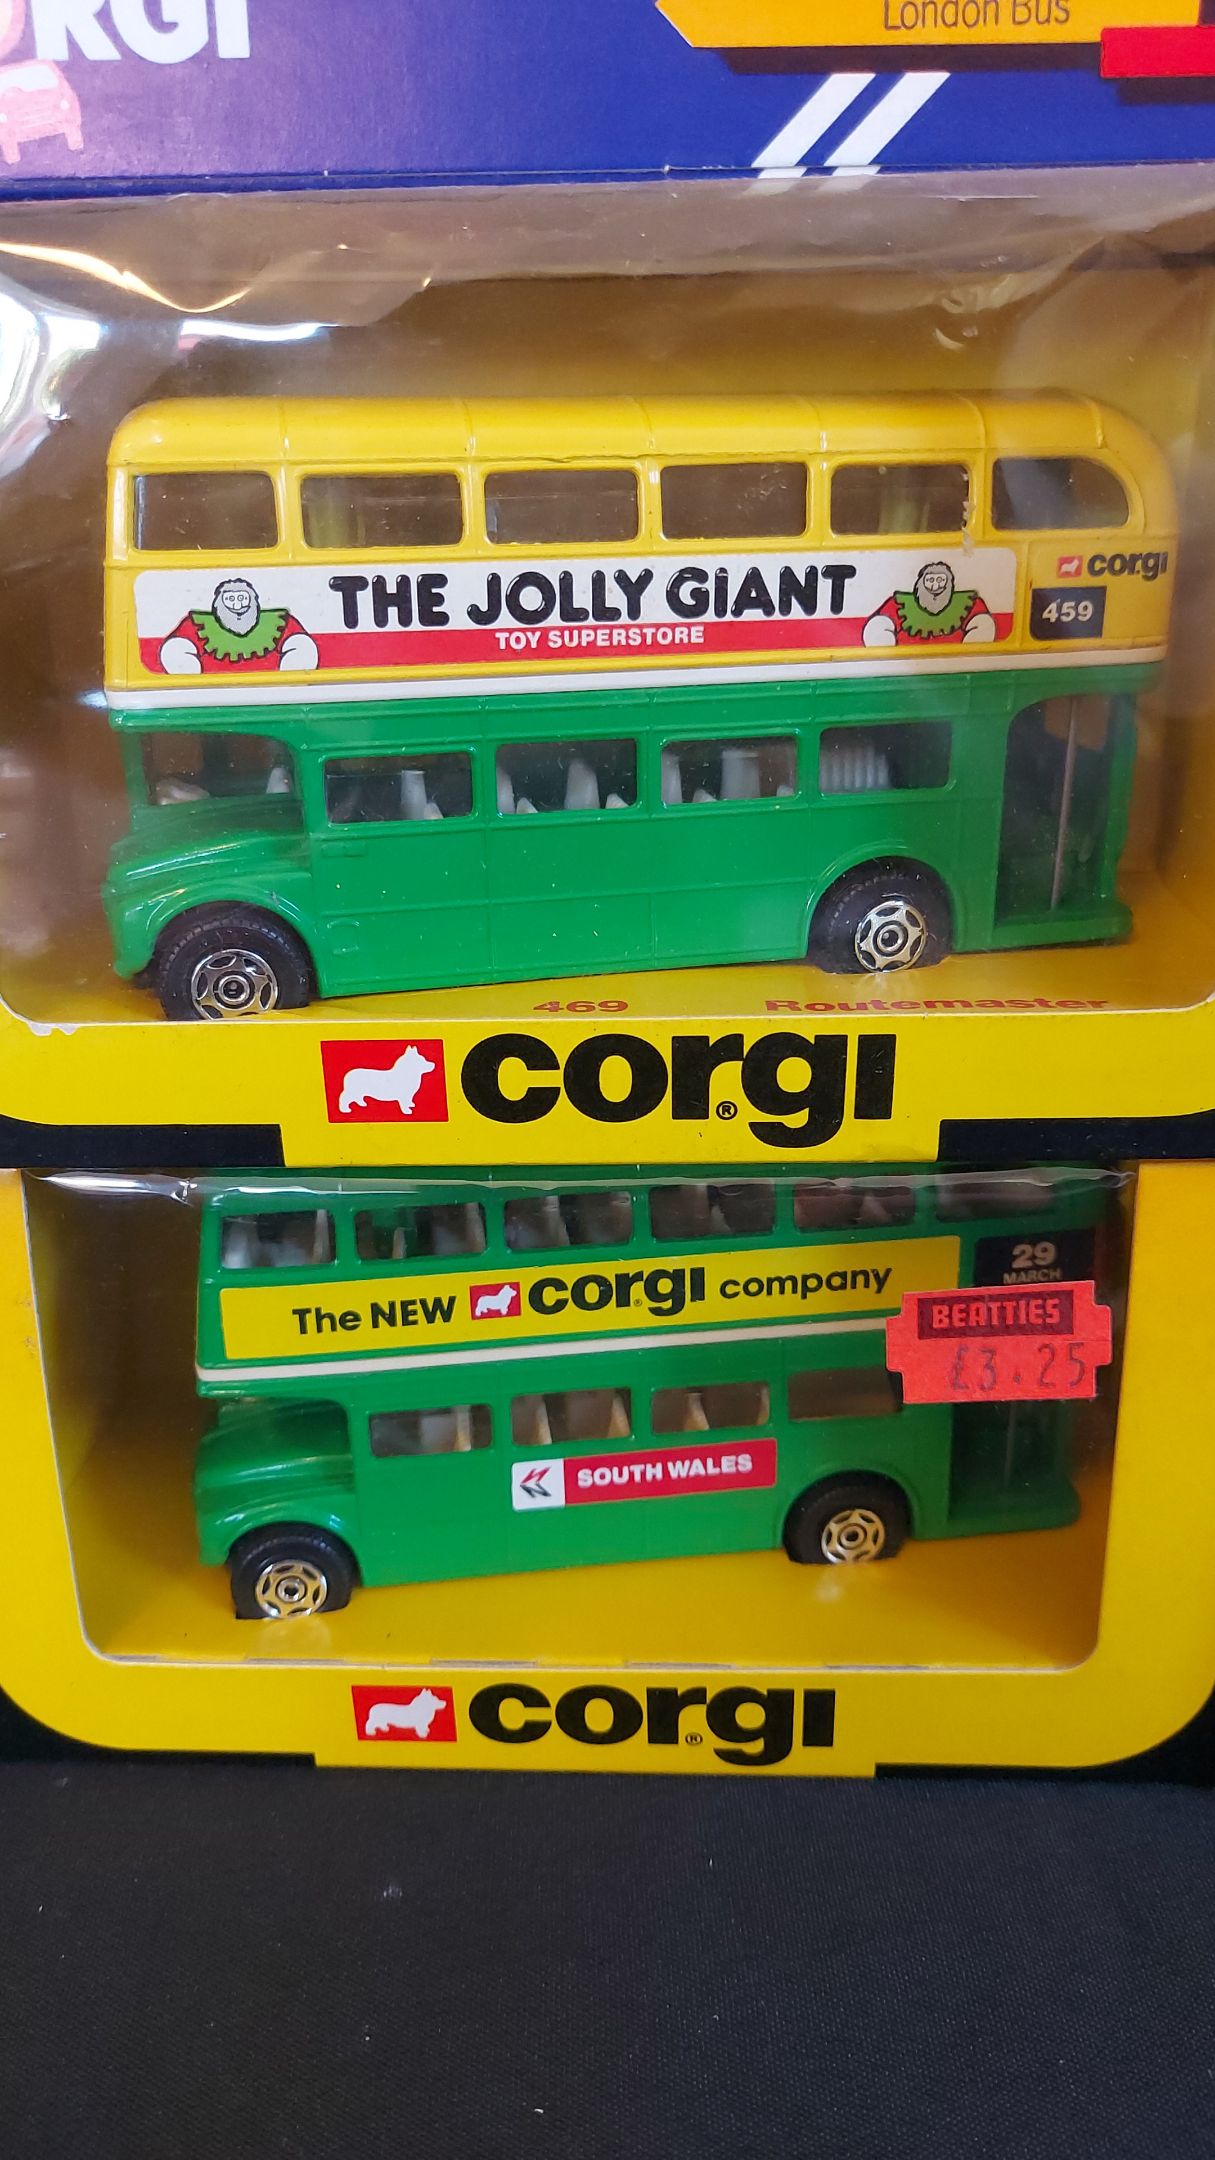 CORGI
London Bus
THE JOLLY GIANT
TOY SUPERSTORE
corgi
459
469 Routemaster
corgi®
29
MARCH
The NEW corgi company
BEATTIES
£3.25
SOUTH WALES
corgi®